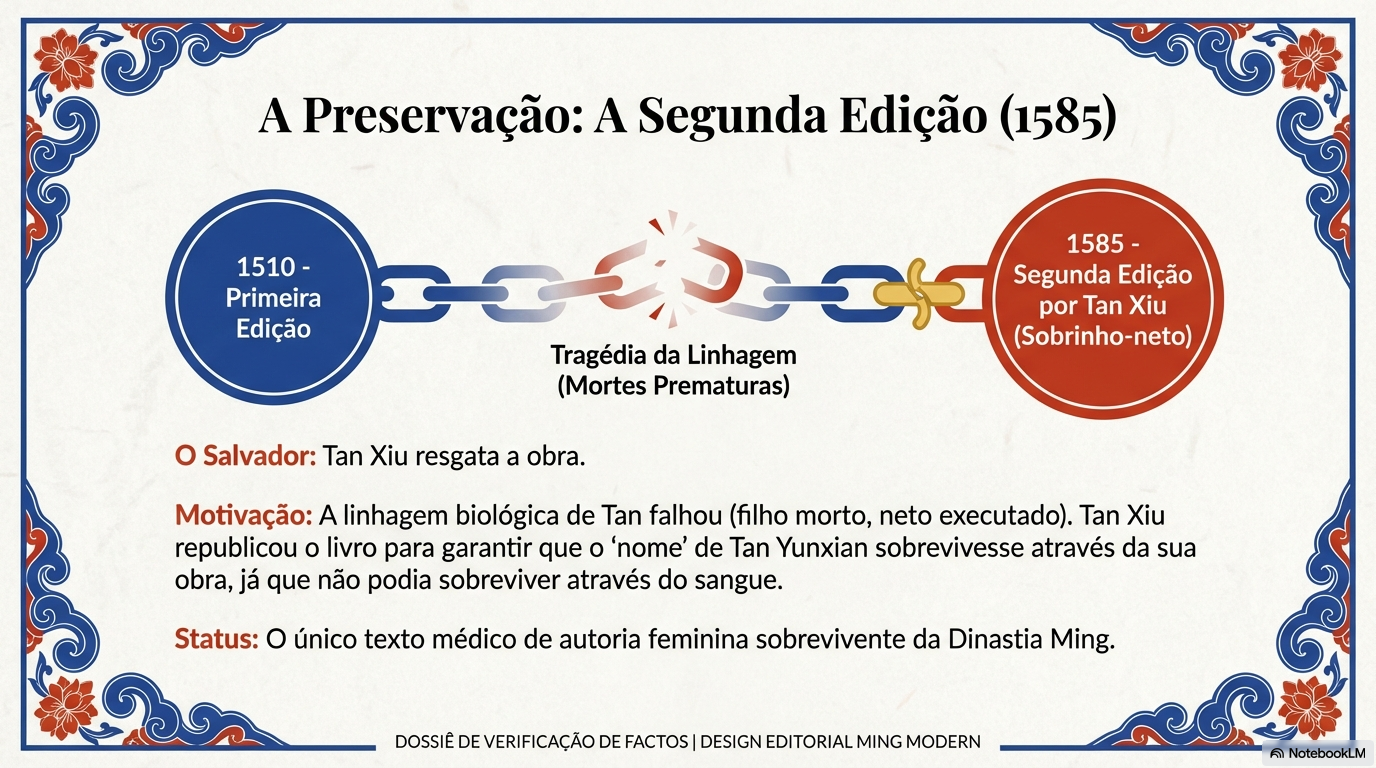 A Preservação: A Segunda Edição (1585)
1510 -
Primeira
Edição
Tragédia da Linhagem
(Mortes Prematuras)
1585 -
Segunda Edição
por Tan Xiu
(Sobrinho-neto)
O Salvador: Tan Xiu resgata a obra.
Motivação: A linhagem biológica de Tan falhou (filho morto, neto executado). Tan Xiu
republicou o livro para garantir que o ‘nome’ de Tan Yunxian sobrevivesse através da sua
obra, já que não podia sobreviver através do sangue.
Status: O único texto médico de autoria feminina sobrevivente da Dinastia Ming.
DOSSIÊ DE VERIFICAÇÃO DE FACTOS | DESIGN EDITORIAL MING MODERN
NotebookLM